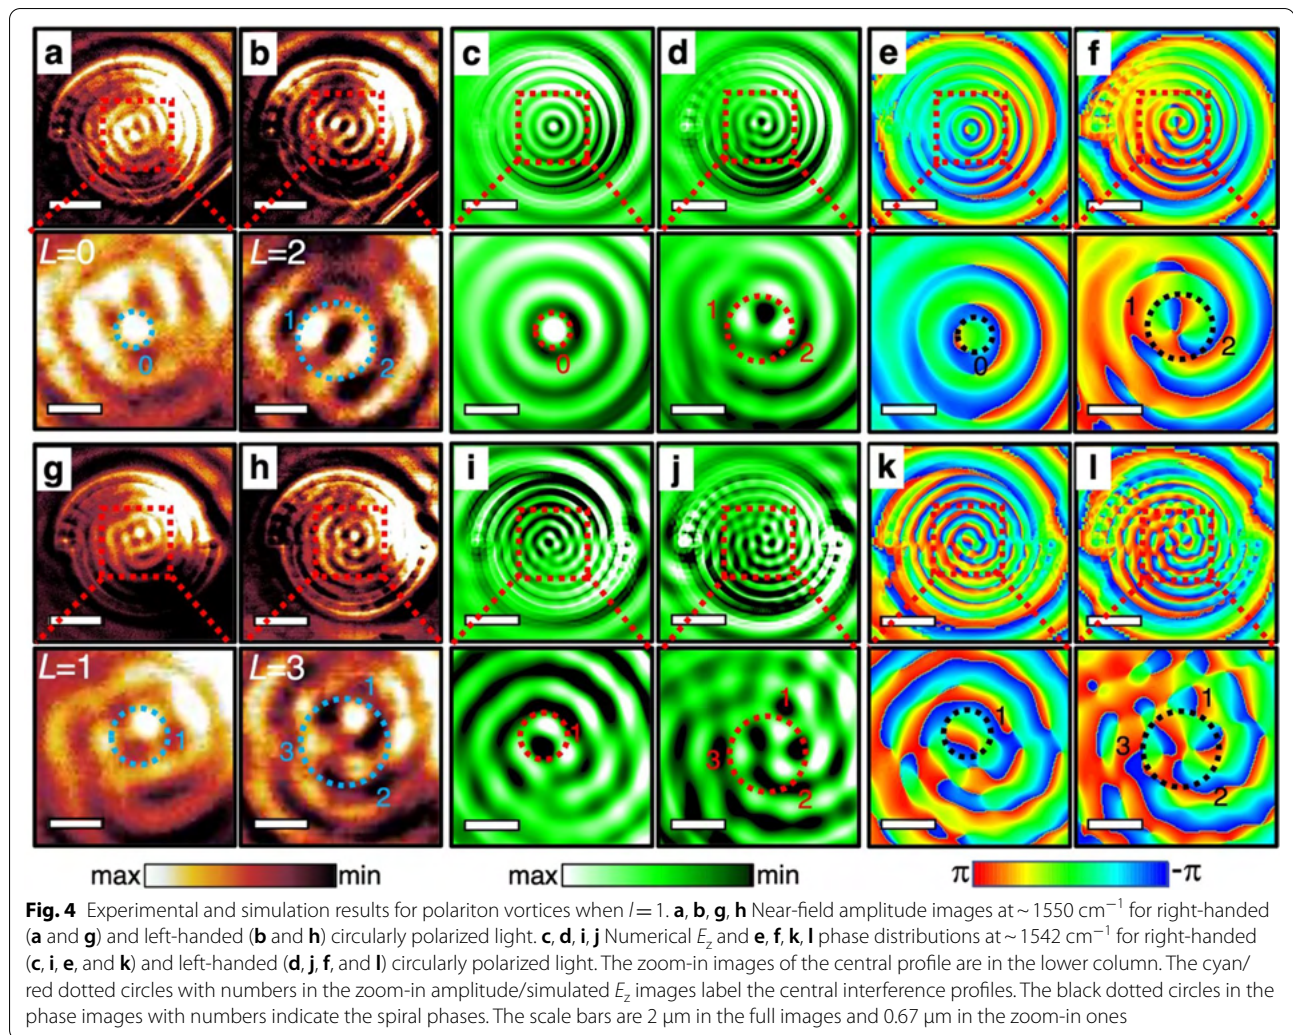 a b c d e f
L=0 L=2
0 1 2 0 1 2 0 1 2
g h i j k l
L=1 L=3
1 1 2 3 1 1 2 3 1 1 2 3
max min max min π -π
Fig. 4 Experimental and simulation results for polariton vortices when l = 1. a, b, g, h Near-field amplitude images at ~ 1550 cm−1 for right-handed
(a and g) and left-handed (b and h) circularly polarized light. c, d, i, j Numerical Ez and e, f, k, l phase distributions at ~ 1542 cm−1 for right-handed
(c, i, e, and k) and left-handed (d, j, f, and l) circularly polarized light. The zoom-in images of the central profile are in the lower column. The cyan/
red dotted circles with numbers in the zoom-in amplitude/simulated Ez images label the central interference profiles. The black dotted circles in the
phase images with numbers indicate the spiral phases. The scale bars are 2 μm in the full images and 0.67 μm in the zoom-in ones